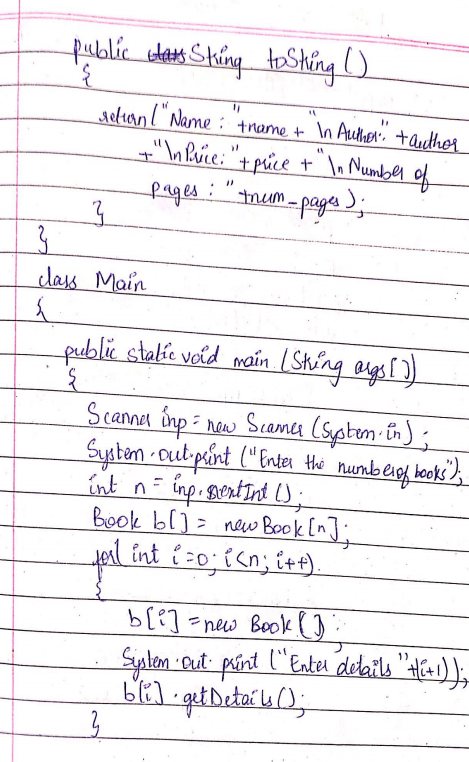 public String toString()
{
return("Name : "+name + "\n Author:" +author
+"\n Price: "+price + "\n Number of
pages : "+num_pages);
}
}
class Main
{
public static void main (String args[])
{
Scanner inp = new Scanner (System.in);
System.out.print ("Enter the number of books");
int n = inp.nextInt ();
Book b[] = new Book [n];
for( int i=0; i<n; i++)
{
b[i] = new Book ();
System.out.print ("Enter details "+(i+1));
b[i].getDetails();
}